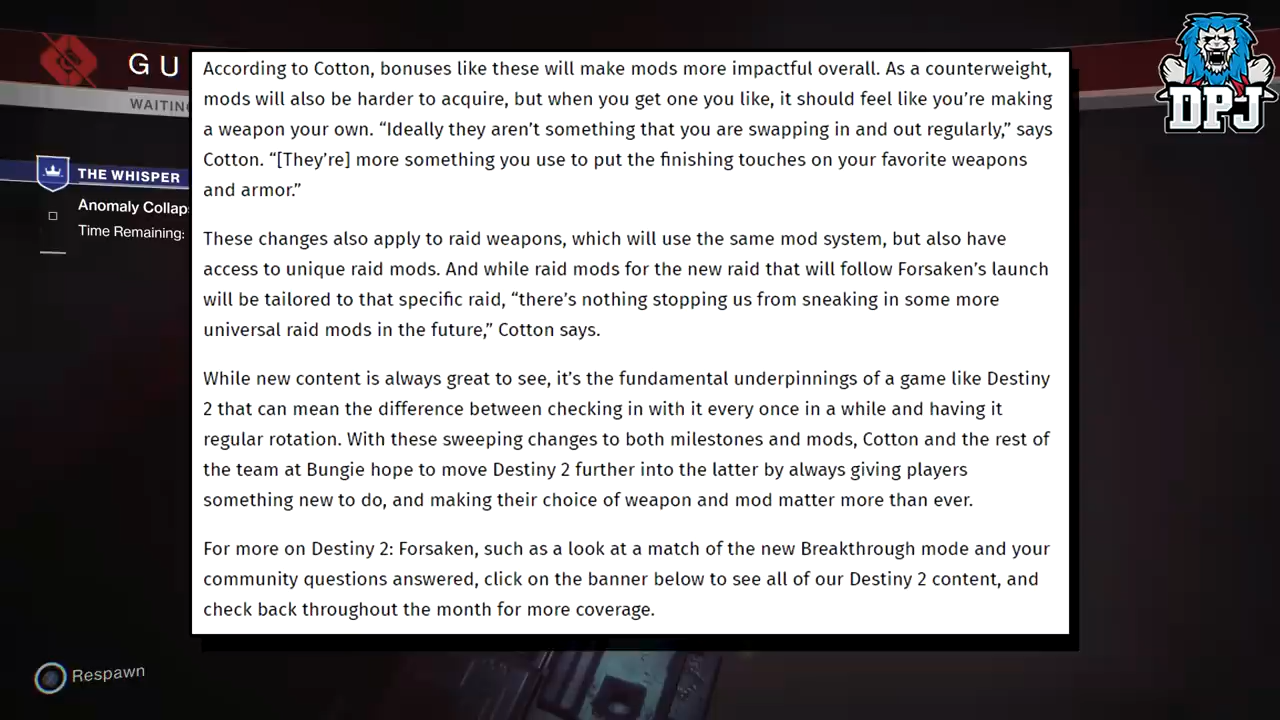 GU
WAITIN
THE WHISPER
Anomaly Collap
Time Remaining:
According to Cotton, bonuses like these will make mods more impactful overall. As a counterweight,
mods will also be harder to acquire, but when you get one you like, it should feel like you’re making
a weapon your own. “Ideally they aren’t something that you are swapping in and out regularly,” says
Cotton. “[They’re] more something you use to put the finishing touches on your favorite weapons
and armor.”
These changes also apply to raid weapons, which will use the same mod system, but also have
access to unique raid mods. And while raid mods for the new raid that will follow Forsaken’s launch
will be tailored to that specific raid, “there’s nothing stopping us from sneaking in some more
universal raid mods in the future,” Cotton says.
While new content is always great to see, it’s the fundamental underpinnings of a game like Destiny
2 that can mean the difference between checking in with it every once in a while and having it
regular rotation. With these sweeping changes to both milestones and mods, Cotton and the rest of
the team at Bungie hope to move Destiny 2 further into the latter by always giving players
something new to do, and making their choice of weapon and mod matter more than ever.
For more on Destiny 2: Forsaken, such as a look at a match of the new Breakthrough mode and your
community questions answered, click on the banner below to see all of our Destiny 2 content, and
check back throughout the month for more coverage.
DPJ
Respawn